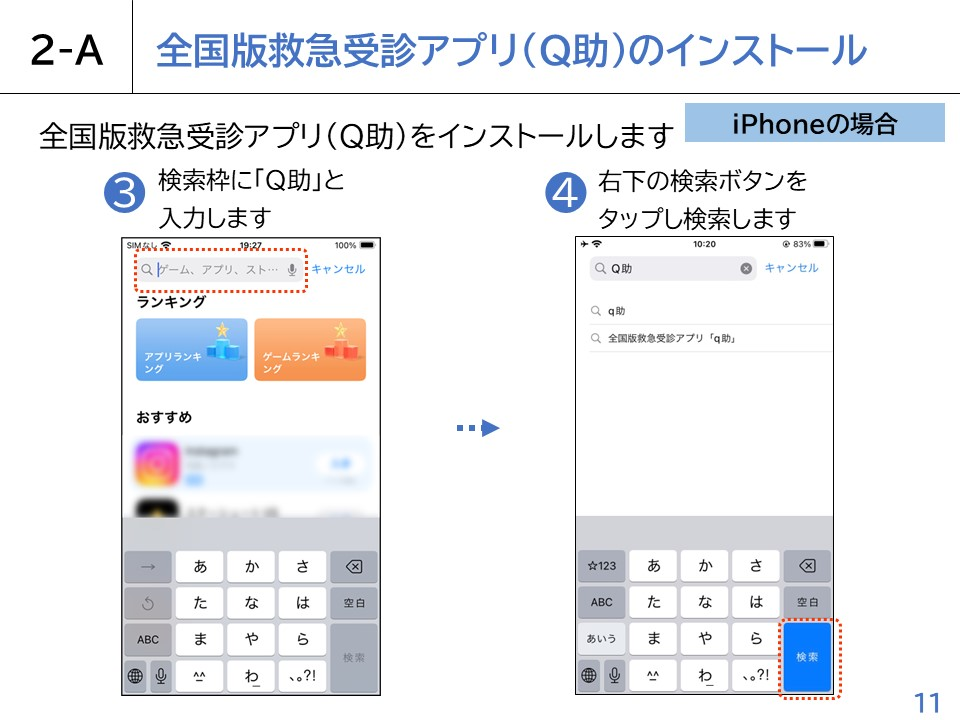 2-A
全国版救急受診アプリ(Q助)のインストール
全国版救急受診アプリ(Q助)をインストールします
iPhoneの場合
3
検索枠に「Q助」と
入力します
SIMなし 19:27 100%
ゲーム、アプリ、スト… キャンセル
ランキング
アプリランキ
ング
ゲームランキ
ング
おすすめ
→ あ か さ
た な は 空白
ABC ま や ら
検索
^^ わ_ 、。?!
4
右下の検索ボタンを
タップし検索します
10:20 83%
Q助 キャンセル
q助
全国版救急受診アプリ「q助」
☆123 あ か さ
ABC た な は 空白
あいう ま や ら
検索
^^ わ_ 、。?!
11